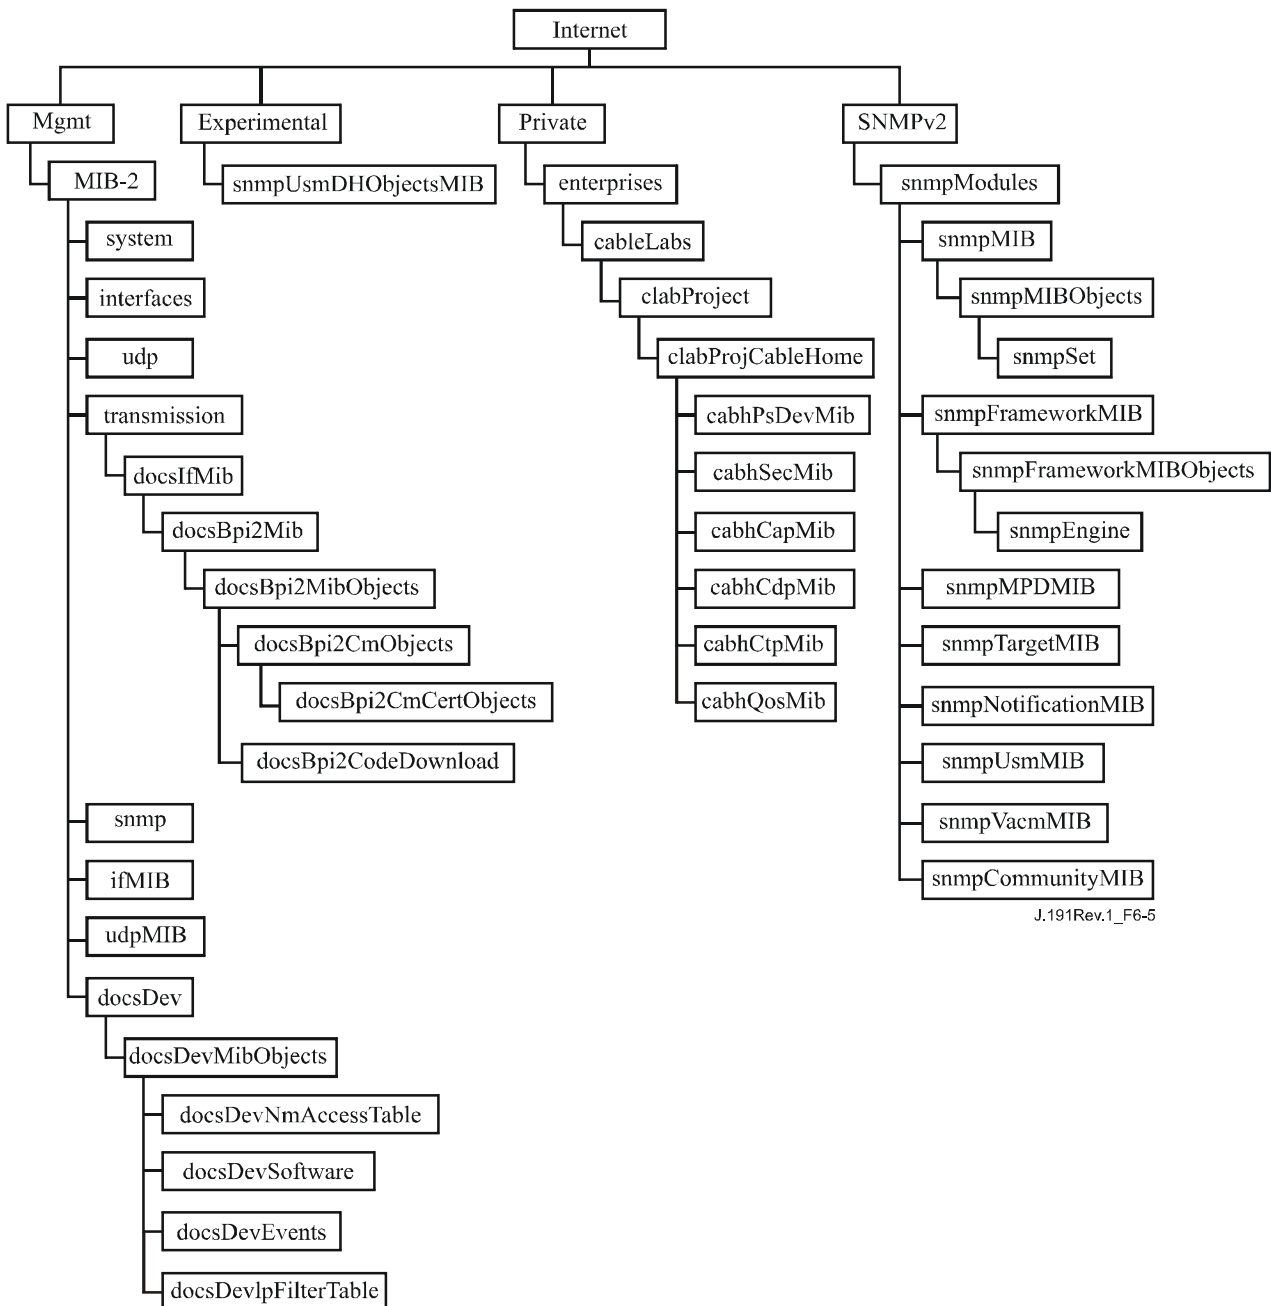 Internet
Mgmt
Experimental
Private
SNMPv2
MIB-2
snmpUsmDHObjectsMIB
enterprises
snmpModules
system
cableLabs
snmpMIB
interfaces
clabProject
snmpMIBObjects
udp
clabProjCableHome
snmpSet
transmission
cabhPsDevMib
snmpFrameworkMIB
docsIfMib
cabhSecMib
snmpFrameworkMIBObjects
docsBpi2Mib
cabhCapMib
snmpEngine
docsBpi2MibObjects
cabhCdpMib
snmpMPDMIB
docsBpi2CmObjects
cabhCtpMib
snmpTargetMIB
docsBpi2CmCertObjects
cabhQosMib
snmpNotificationMIB
docsBpi2CodeDownload
snmpUsmMIB
snmp
snmpVacmMIB
ifMIB
snmpCommunityMIB
J.191Rev.1_F6-5
udpMIB
docsDev
docsDevMibObjects
docsDevNmAccessTable
docsDevSoftware
docsDevEvents
docsDevlpFilterTable